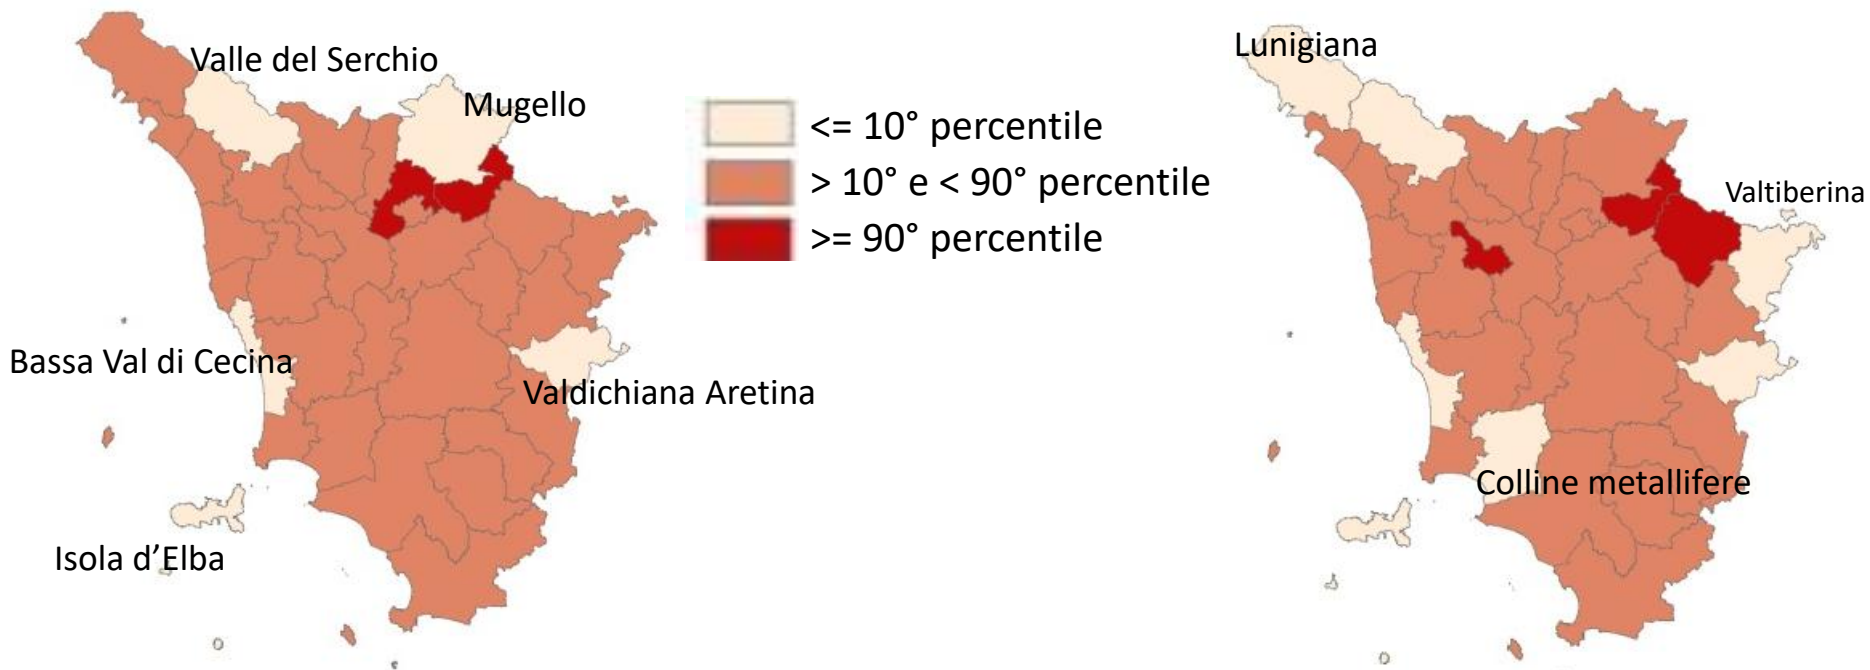 Valle del Serchio
Mugello
Bassa Val di Cecina
Valdichiana Aretina
Isola d’Elba
<= 10° percentile
> 10° e < 90° percentile
>= 90° percentile
Lunigiana
Valtiberina
Colline metallifere